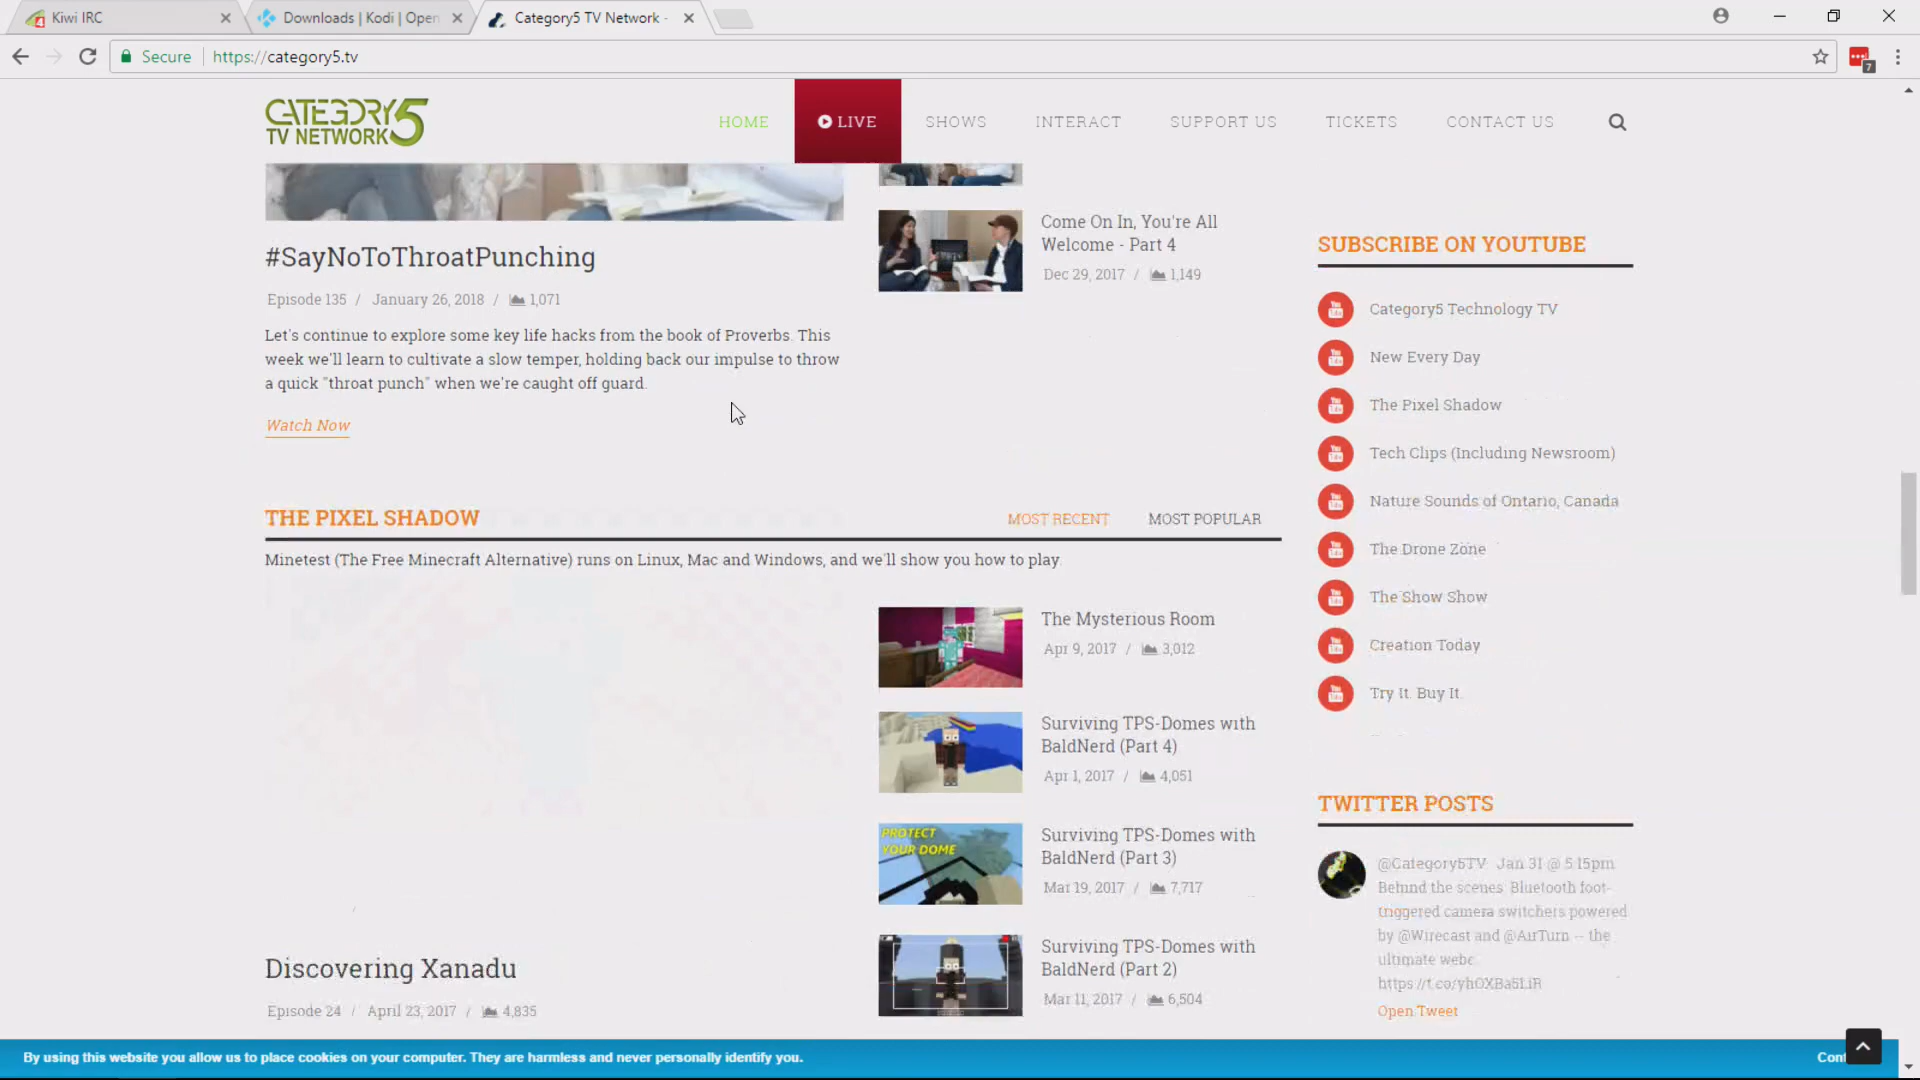 Kiwi IRC
Downloads | Kodi | Open
Category5 TV Network -
Secure
https://category5.tv
7
CATEGORY5
TV NETWORK
HOME
LIVE
SHOWS
INTERACT
SUPPORT US
TICKETS
CONTACT US
#SayNoToThroatPunching
Episode 135 / January 26, 2018 / 1,071
Let's continue to explore some key life hacks from the book of Proverbs. This
week we'll learn to cultivate a slow temper, holding back our impulse to throw
a quick "throat punch" when we're caught off guard.
Watch Now
Come On In, You're All
Welcome - Part 4
Dec 29, 2017 / 1,149
THE PIXEL SHADOW
MOST RECENT
MOST POPULAR
Minetest (The Free Minecraft Alternative) runs on Linux, Mac and Windows, and we'll show you how to play.
Discovering Xanadu
Episode 24 / April 23, 2017 / 4,835
The Mysterious Room
Apr 9, 2017 / 3,012
Surviving TPS-Domes with
BaldNerd (Part 4)
Apr 1, 2017 / 4,051
PROTECT
YOUR DOME
Surviving TPS-Domes with
BaldNerd (Part 3)
Mar 19, 2017 / 7,717
Surviving TPS-Domes with
BaldNerd (Part 2)
Mar 11, 2017 / 6,504
SUBSCRIBE ON YOUTUBE
Category5 Technology TV
New Every Day
The Pixel Shadow
Tech Clips (Including Newsroom)
Nature Sounds of Ontario, Canada
The Drone Zone
The Show Show
Creation Today
Try It. Buy It.
TWITTER POSTS
@Category5TV Jan 31 @ 5:15pm
Behind the scenes: Bluetooth foot-
triggered camera switchers powered
by @Wirecast and @AirTurn -- the
ultimate webc
https://t.co/yhOXBa51iR
Open Tweet
By using this website you allow us to place cookies on your computer. They are harmless and never personally identify you.
Cont